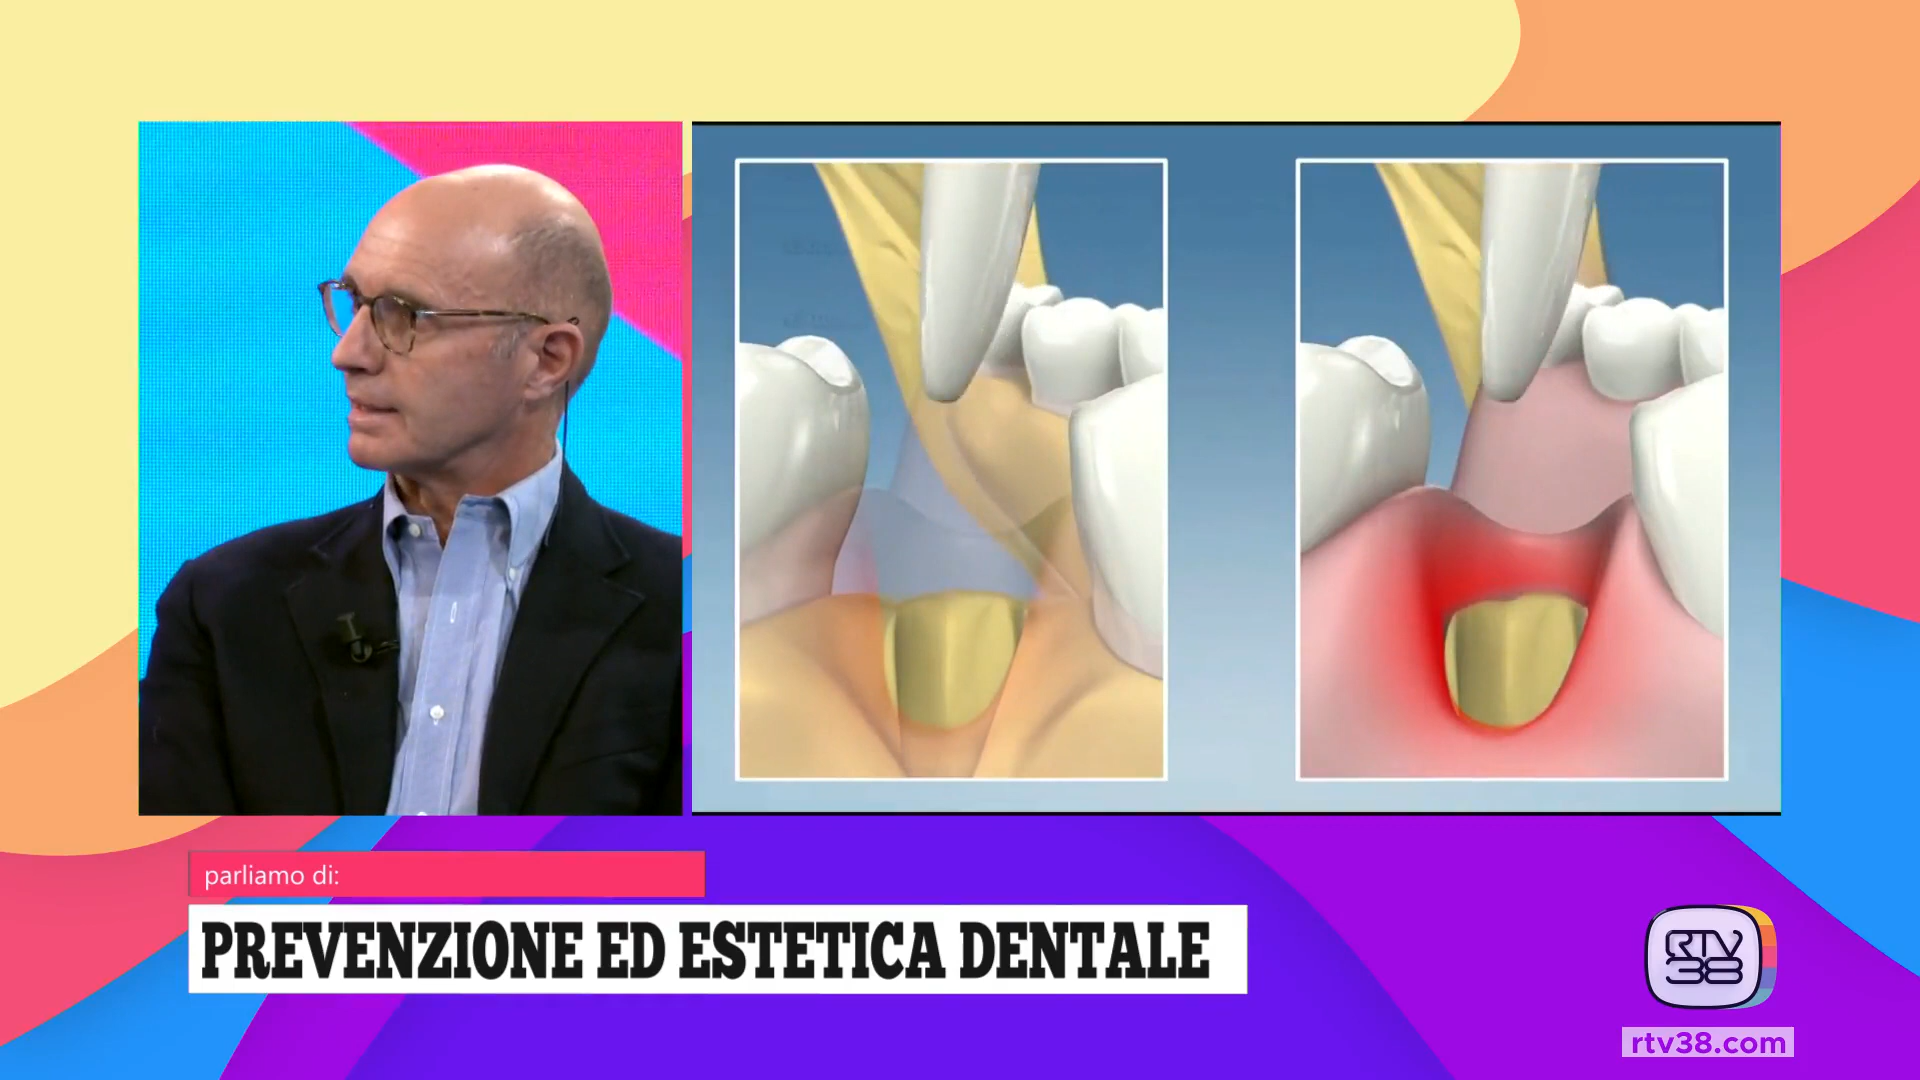 parliamo di:
PREVENZIONE ED ESTETICA DENTALE
RTV
38
rtv38.com